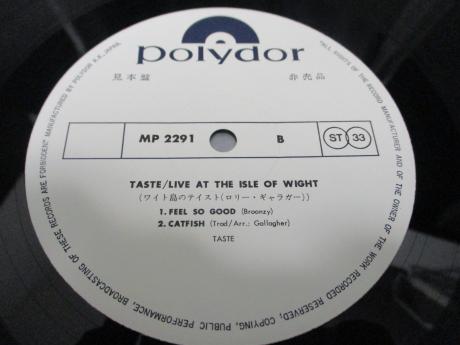 polydor
見本盤 非売品
MP 2291 B ST 33
TASTE/LIVE AT THE ISLE OF WIGHT
(ワイト島のテイスト(ロリー・ギャラガー))
1. FEEL SO GOOD (Broonzy)
2. CATFISH (Trad/Arr.: Gallagher)
TASTE
ALL RIGHTS OF THE RECORD MANUFACTURER AND OF THE OWNER OF THE WORK RECORDED RESERVED, COPYING, PUBLIC PERFORMANCE, BROADCASTING OF THESE RECORDS ARE FORBIDDEN! MANUFACTURED BY POLYDOR K.K. JAPAN.